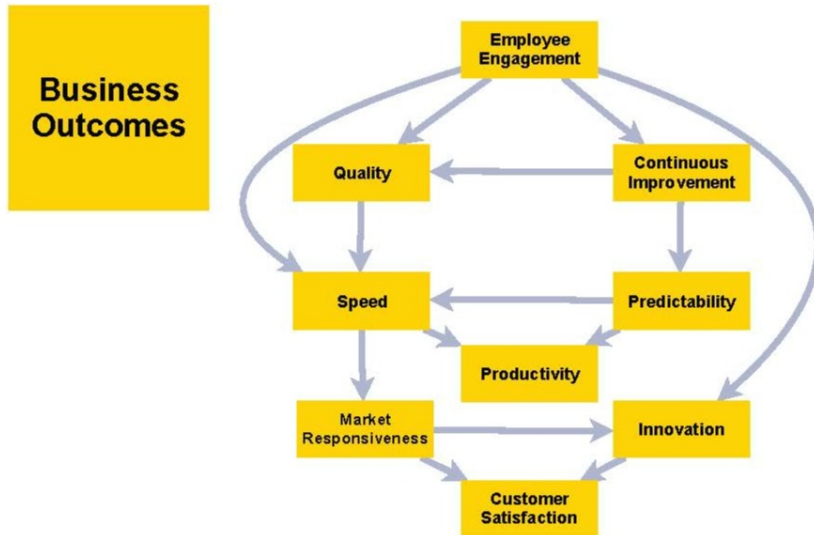 Business
Outcomes
Employee
Engagement
Quality
Continuous
Improvement
Speed
Predictability
Productivity
Market
Responsiveness
Innovation
Customer
Satisfaction